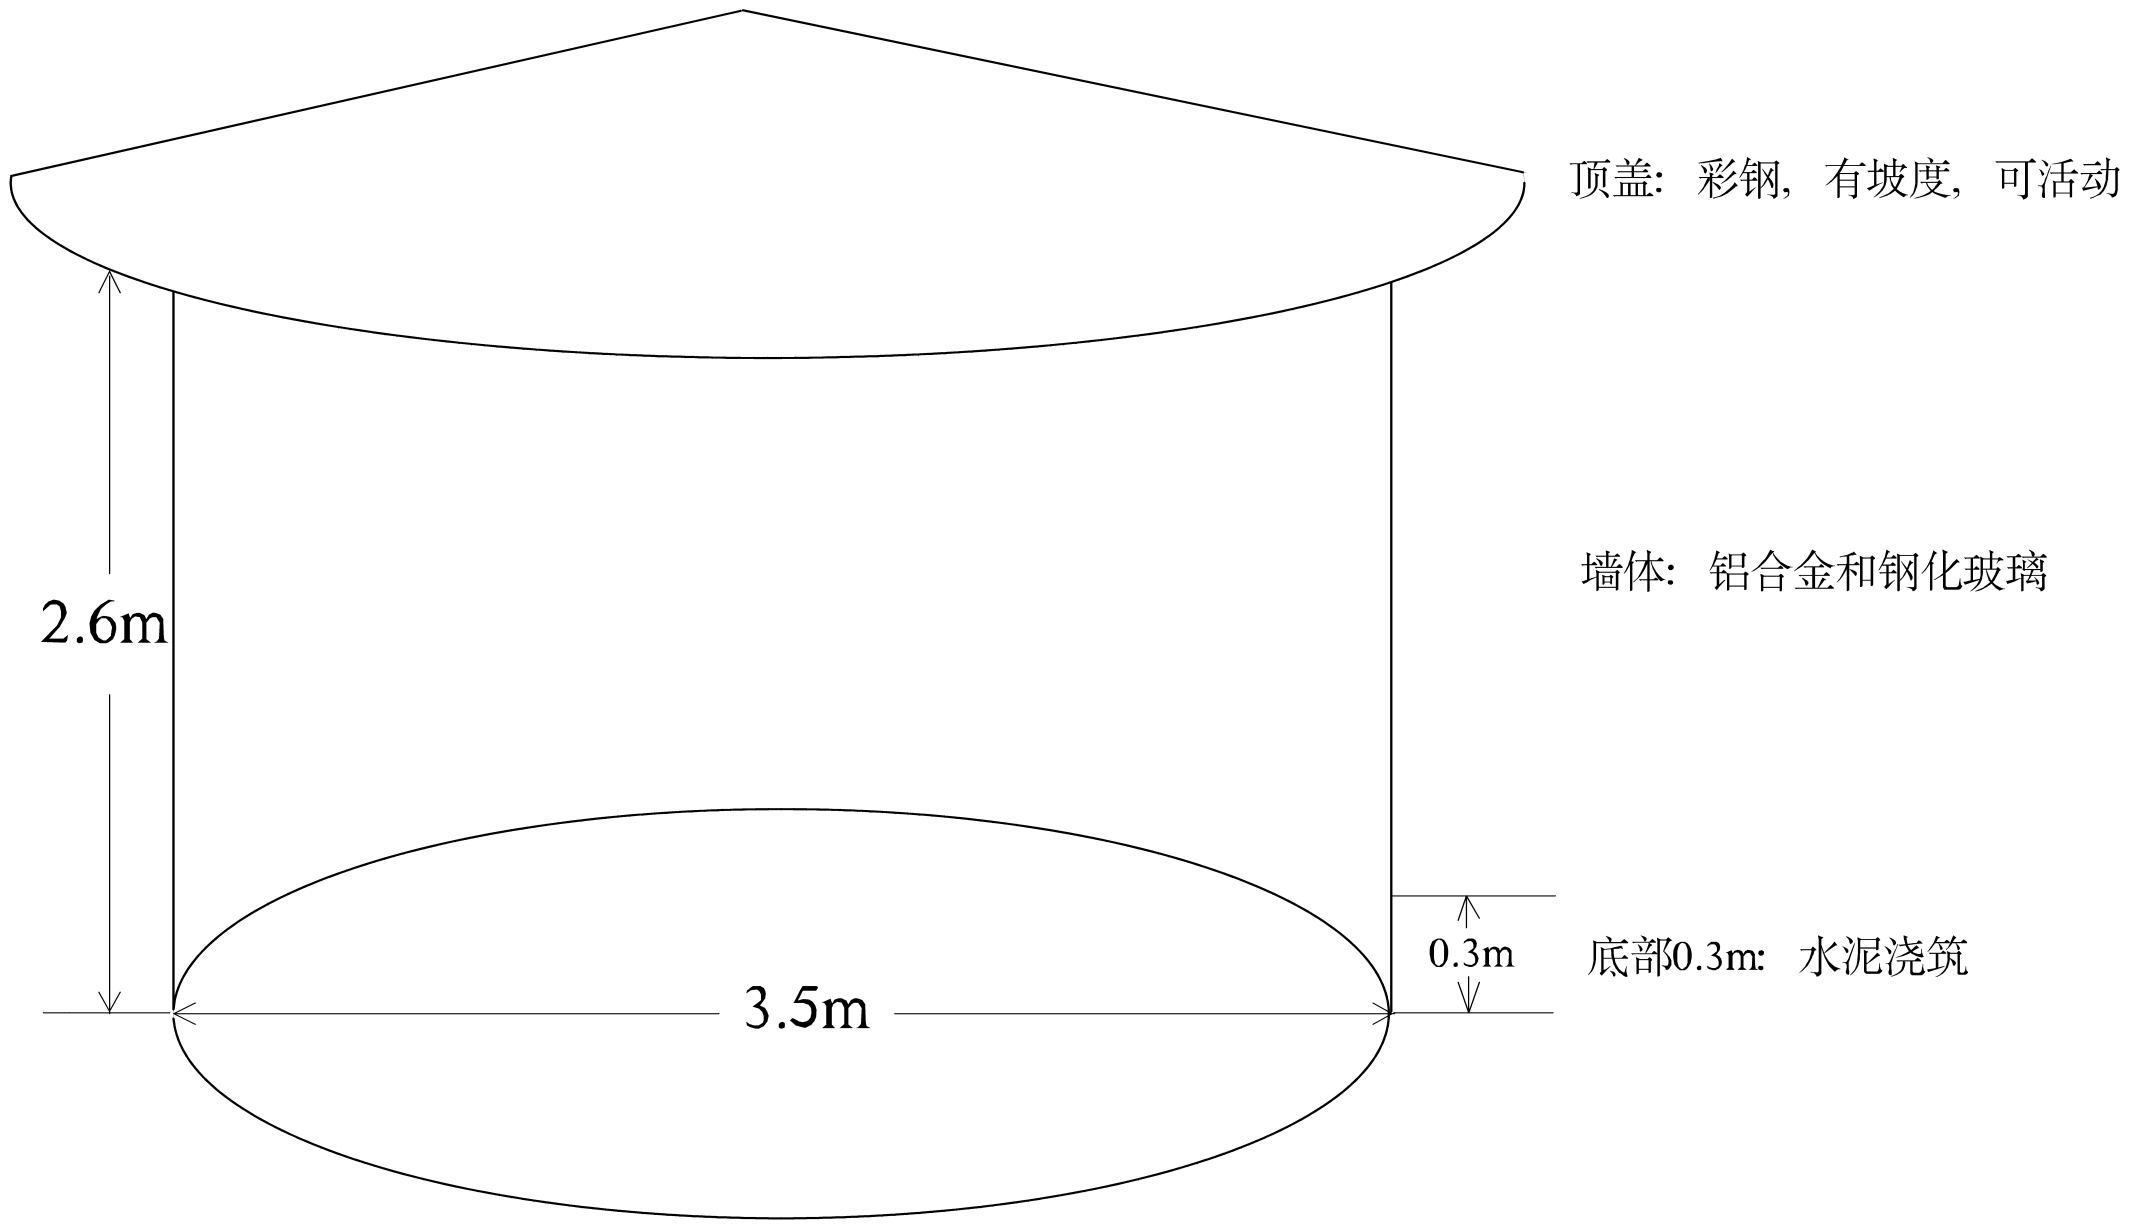 顶盖: 彩钢, 有坡度, 可活动
墙体: 铝合金和钢化玻璃
2.6m
0.3m
底部0.3m: 水泥浇筑
3.5m